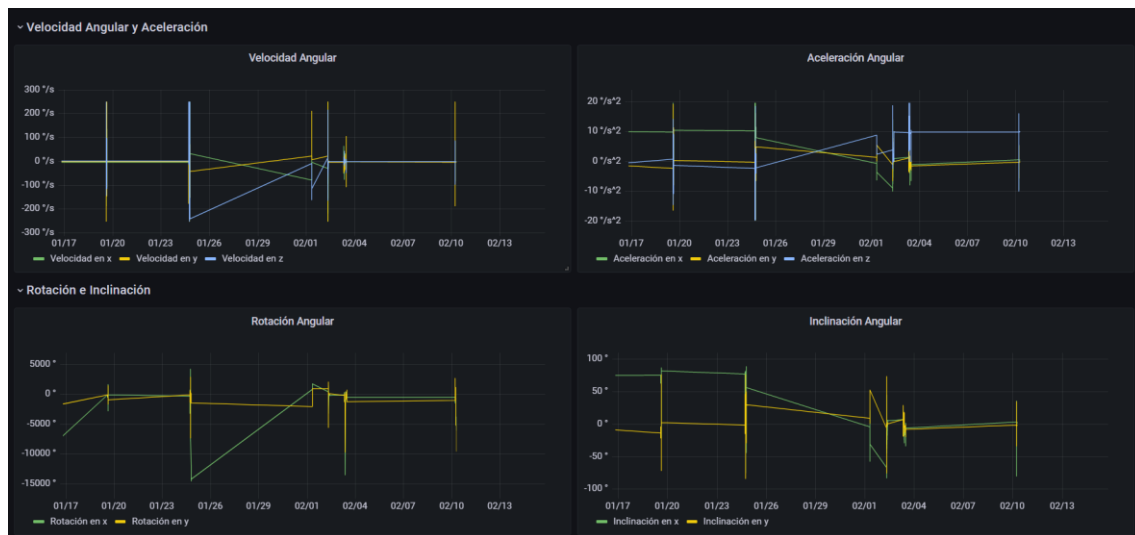 Velocidad Angular y Aceleración
Velocidad Angular
300 °/s
200 °/s
100 °/s
0 °/s
-100 °/s
-200 °/s
-300 °/s
01/17 01/20 01/23 01/26 01/29 02/01 02/04 02/07 02/10 02/13
Velocidad en x Velocidad en y Velocidad en z
Aceleración Angular
20 °/s^2
10 °/s^2
0 °/s^2
-10 °/s^2
-20 °/s^2
01/17 01/20 01/23 01/26 01/29 02/01 02/04 02/07 02/10 02/13
Aceleración en x Aceleración en y Aceleración en z
Rotación e Inclinación
Rotación Angular
5000 °
0 °
-5000 °
-10000 °
-15000 °
01/17 01/20 01/23 01/26 01/29 02/01 02/04 02/07 02/10 02/13
Rotación en x Rotación en y
Inclinación Angular
100 °
50 °
0 °
-50 °
-100 °
01/17 01/20 01/23 01/26 01/29 02/01 02/04 02/07 02/10 02/13
Inclinación en x Inclinación en y